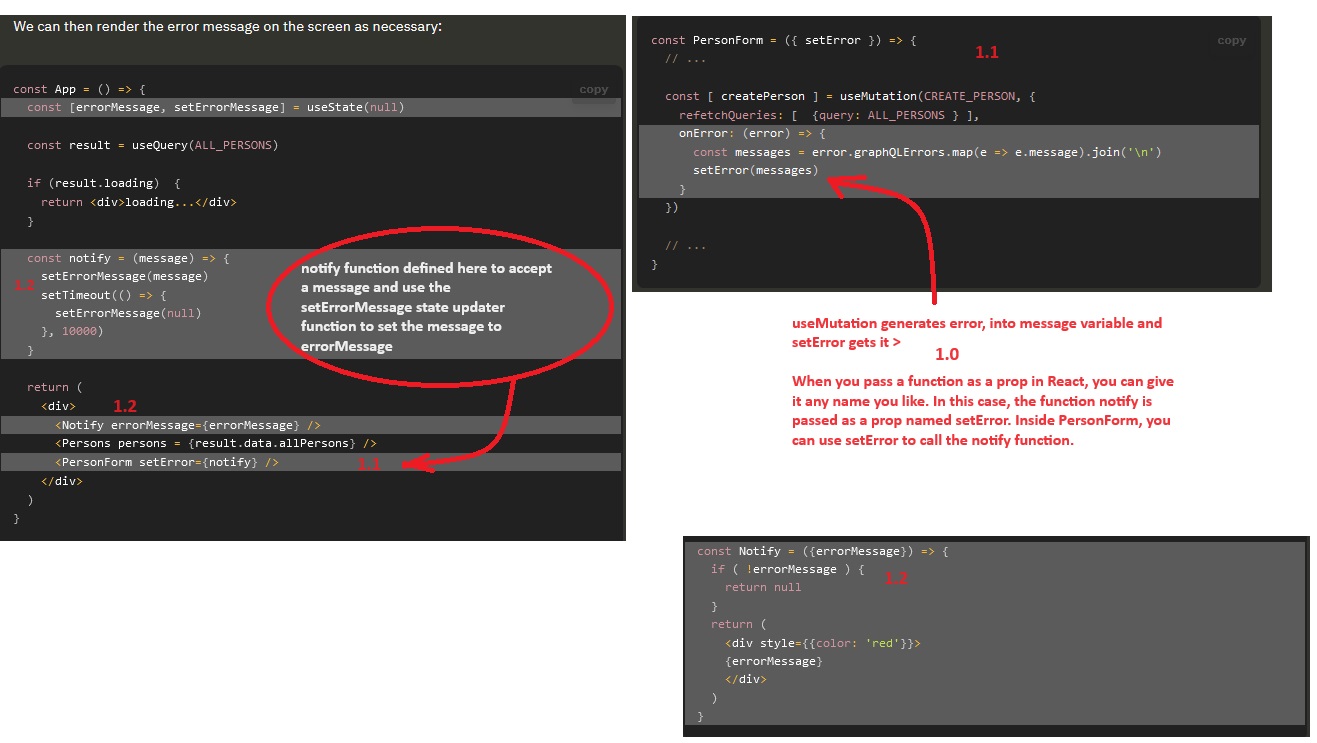 We can then render the error message on the screen as necessary:
const App = () => {
copy
const [errorMessage, setErrorMessage] = useState(null)
const result = useQuery(ALL_PERSONS)
if (result.loading)  {
return <div>loading...</div>
}
const notify = (message) => {
setErrorMessage(message)
1.2
setTimeout(() => {
setErrorMessage(null)
}, 10000)
}
notify function defined here to accept
a message and use the
setErrorMessage state updater
function to set the message to
errorMessage
return (
<div>
1.2
<Notify errorMessage={errorMessage} />
<Persons persons = {result.data.allPersons} />
<PersonForm setError={notify} />
1.1
</div>
)
}
const PersonForm = ({ setError }) => {
copy
1.1
// ...
const [ createPerson ] = useMutation(CREATE_PERSON, {
refetchQueries: [  {query: ALL_PERSONS } ],
onError: (error) => {
const messages = error.graphQLErrors.map(e => e.message).join('\n')
setError(messages)
}
})
// ...
}
useMutation generates error, into message variable and
setError gets it >
1.0
When you pass a function as a prop in React, you can give
it any name you like. In this case, the function notify is
passed as a prop named setError. Inside PersonForm, you
can use setError to call the notify function.
const Notify = ({errorMessage}) => {
if ( !errorMessage ) {
1.2
return null
}
return (
<div style={{color: 'red'}}>
{errorMessage}
</div>
)
}